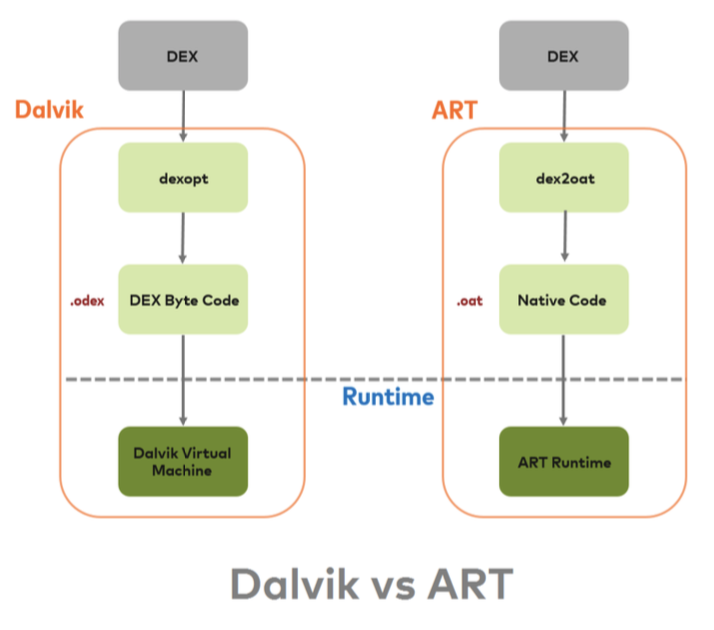 DEX
DEX
Dalvik
ART
dexopt
dex2oat
.odex
DEX Byte Code
.oat
Native Code
Runtime
Dalvik Virtual
Machine
ART Runtime
Dalvik vs ART